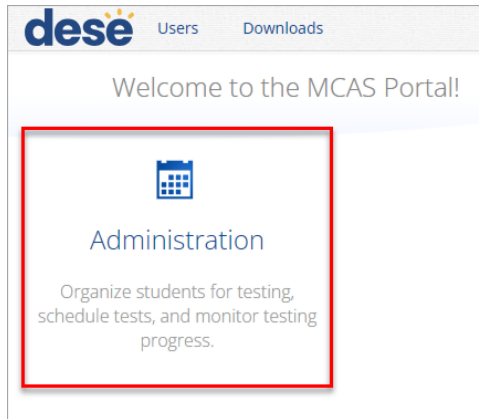 dese Users Downloads
Welcome to the MCAS Portal!
Administration
Organize students for testing,
schedule tests, and monitor testing
progress.